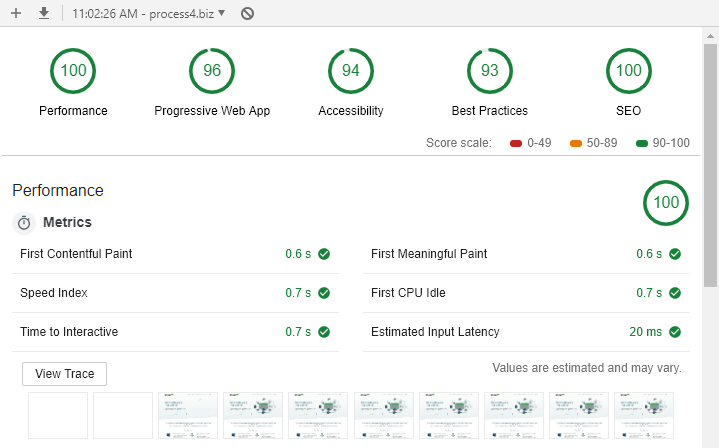 11:02:26 AM - process4.biz
100 96 94 93 100
Performance Progressive Web App Accessibility Best Practices SEO
Score scale: 0-49 50-89 90-100
Performance 100
Metrics
First Contentful Paint 0.6 s First Meaningful Paint 0.6 s
Speed Index 0.7 s First CPU Idle 0.7 s
Time to Interactive 0.7 s Estimated Input Latency 20 ms
View Trace Values are estimated and may vary.